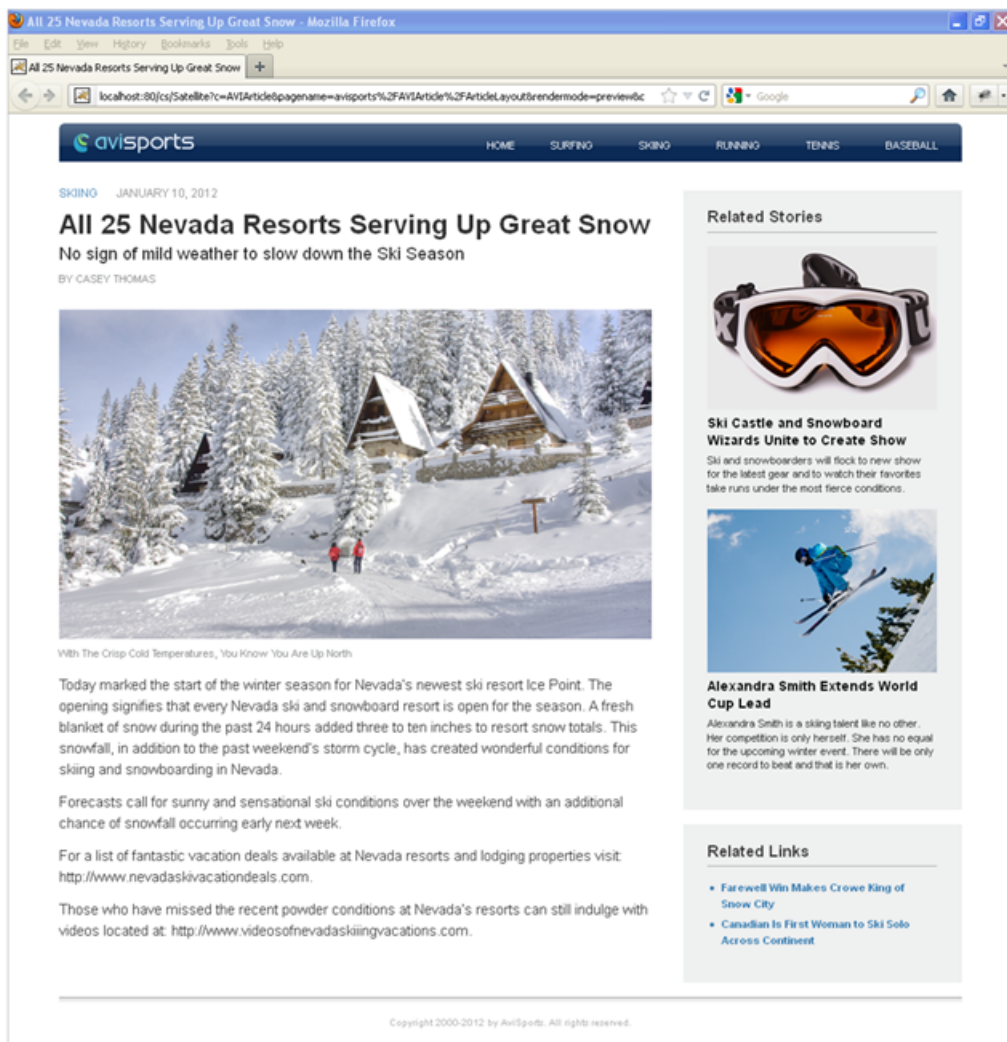 All 25 Nevada Resorts Serving Up Great Snow - Mozilla Firefox
File Edit View History Bookmarks Tools Help
All 25 Nevada Resorts Serving Up Great Snow +
localhost:80/cs/Satellite?c=AVIArticle&pagename=avisports%2FAVIArticle%2FArticleLayout&rendermode=preview&c Google
avisports HOME SURFING SKIING RUNNING TENNIS BASEBALL
SKIING JANUARY 10, 2012
All 25 Nevada Resorts Serving Up Great Snow
No sign of mild weather to slow down the Ski Season
BY CASEY THOMAS
With The Crisp Cold Temperatures, You Know You Are Up North
Today marked the start of the winter season for Nevada's newest ski resort Ice Point. The
opening signifies that every Nevada ski and snowboard resort is open for the season. A fresh
blanket of snow during the past 24 hours added three to ten inches to resort snow totals. This
snowfall, in addition to the past weekend's storm cycle, has created wonderful conditions for
skiing and snowboarding in Nevada.
Forecasts call for sunny and sensational ski conditions over the weekend with an additional
chance of snowfall occurring early next week.
For a list of fantastic vacation deals available at Nevada resorts and lodging properties visit:
http://www.nevadaskivacationdeals.com.
Those who have missed the recent powder conditions at Nevada's resorts can still indulge with
videos located at: http://www.videosofnevadaskiiingvacations.com.
Related Stories
Ski Castle and Snowboard
Wizards Unite to Create Show
Ski and snowboarders will flock to new show
for the latest gear and to watch their favorites
take runs under the most fierce conditions.
Alexandra Smith Extends World
Cup Lead
Alexandra Smith is a skiing talent like no other.
Her competition is only herself. She has no equal
for the upcoming winter event. There will be only
one record to beat and that is her own.
Related Links
• Farewell Win Makes Crowe King of
Snow City
• Canadian Is First Woman to Ski Solo
Across Continent
Copyright 2000-2012 by AviSports. All rights reserved.